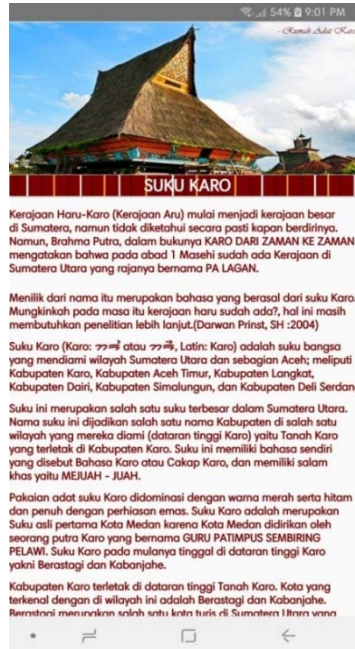 54% 9:01 PM
- Rumah Adat Karo
SUKU KARO
Kerajaan Haru-Karo (Kerajaan Aru) mulai menjadi kerajaan besar
di Sumatera, namun tidak diketahui secara pasti kapan berdirinya.
Namun, Brahma Putra, dalam bukunya KARO DARI ZAMAN KE ZAMAN
mengatakan bahwa pada abad 1 Masehi sudah ada Kerajaan di
Sumatera Utara yang rajanya bernama PA LAGAN.
Menilik dari nama itu merupakan bahasa yang berasal dari suku Karo.
Mungkinkah pada masa itu kerajaan haru sudah ada?, hal ini masih
membutuhkan penelitian lebih lanjut.(Darwan Prinst, SH :2004)
Suku Karo (Karo: atau , Latin: Karo) adalah suku bangsa
yang mendiami wilayah Sumatera Utara dan sebagian Aceh; meliputi
Kabupaten Karo, Kabupaten Aceh Timur, Kabupaten Langkat,
Kabupaten Dairi, Kabupaten Simalungun, dan Kabupaten Deli Serdan
Suku ini merupakan salah satu suku terbesar dalam Sumatera Utara.
Nama suku ini dijadikan salah satu nama Kabupaten di salah satu
wilayah yang mereka diami (dataran tinggi Karo) yaitu Tanah Karo
yang terletak di Kabupaten Karo. Suku ini memiliki bahasa sendiri
yang disebut Bahasa Karo atau Cakap Karo, dan memiliki salam
khas yaitu MEJUAH - JUAH.
Pakaian adat suku Karo didominasi dengan warna merah serta hitam
dan penuh dengan perhiasan emas. Suku Karo adalah merupakan
Suku asli pertama Kota Medan karena Kota Medan didirikan oleh
seorang putra Karo yang bernama GURU PATIMPUS SEMBIRING
PELAWI. Suku Karo pada mulanya tinggal di dataran tinggi Karo
yakni Berastagi dan Kabanjahe.
Kabupaten Karo terletak di dataran tinggi Tanah Karo. Kota yang
terkenal dengan di wilayah ini adalah Berastagi dan Kabanjahe.
Berastagi merupakan salah satu kota turis di Sumatera Utara yang